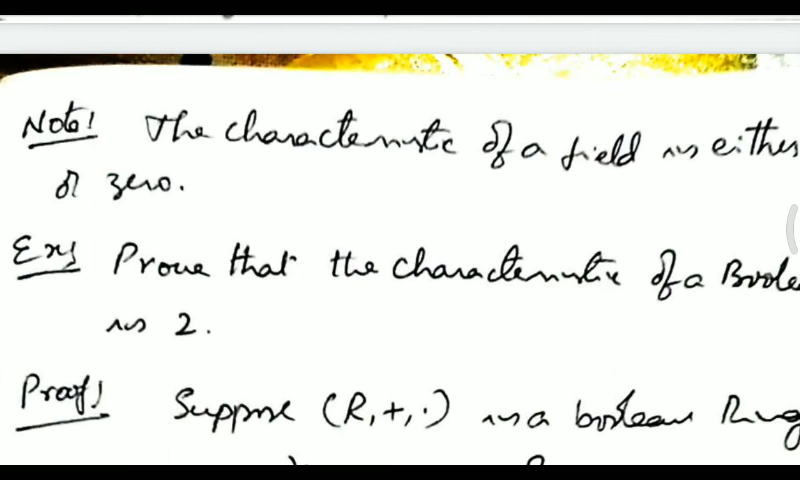 Note! The characteristic of a field is either
or zero.
Ex) Prove that the characteristic of a Boolea
is 2.
Proof! Suppose (R,+,·) is a boolean Ring